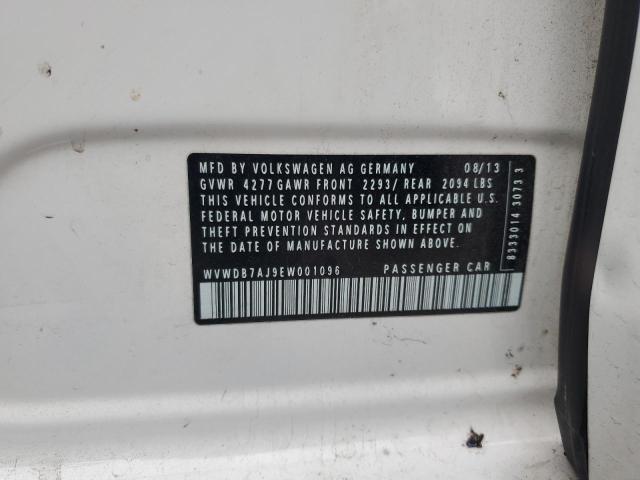 MFD BY VOLKSWAGEN AG GERMANY 08/13
GVWR 4277 GAWR FRONT 2293/ REAR 2094 LBS
THIS VEHICLE CONFORMS TO ALL APPLICABLE U.S.
FEDERAL MOTOR VEHICLE SAFETY, BUMPER AND
THEFT PREVENTION STANDARDS IN EFFECT ON
THE DATE OF MANUFACTURE SHOWN ABOVE.
WVWDB7AJ9EW001096 PASSENGER CAR
8333014 3073 3